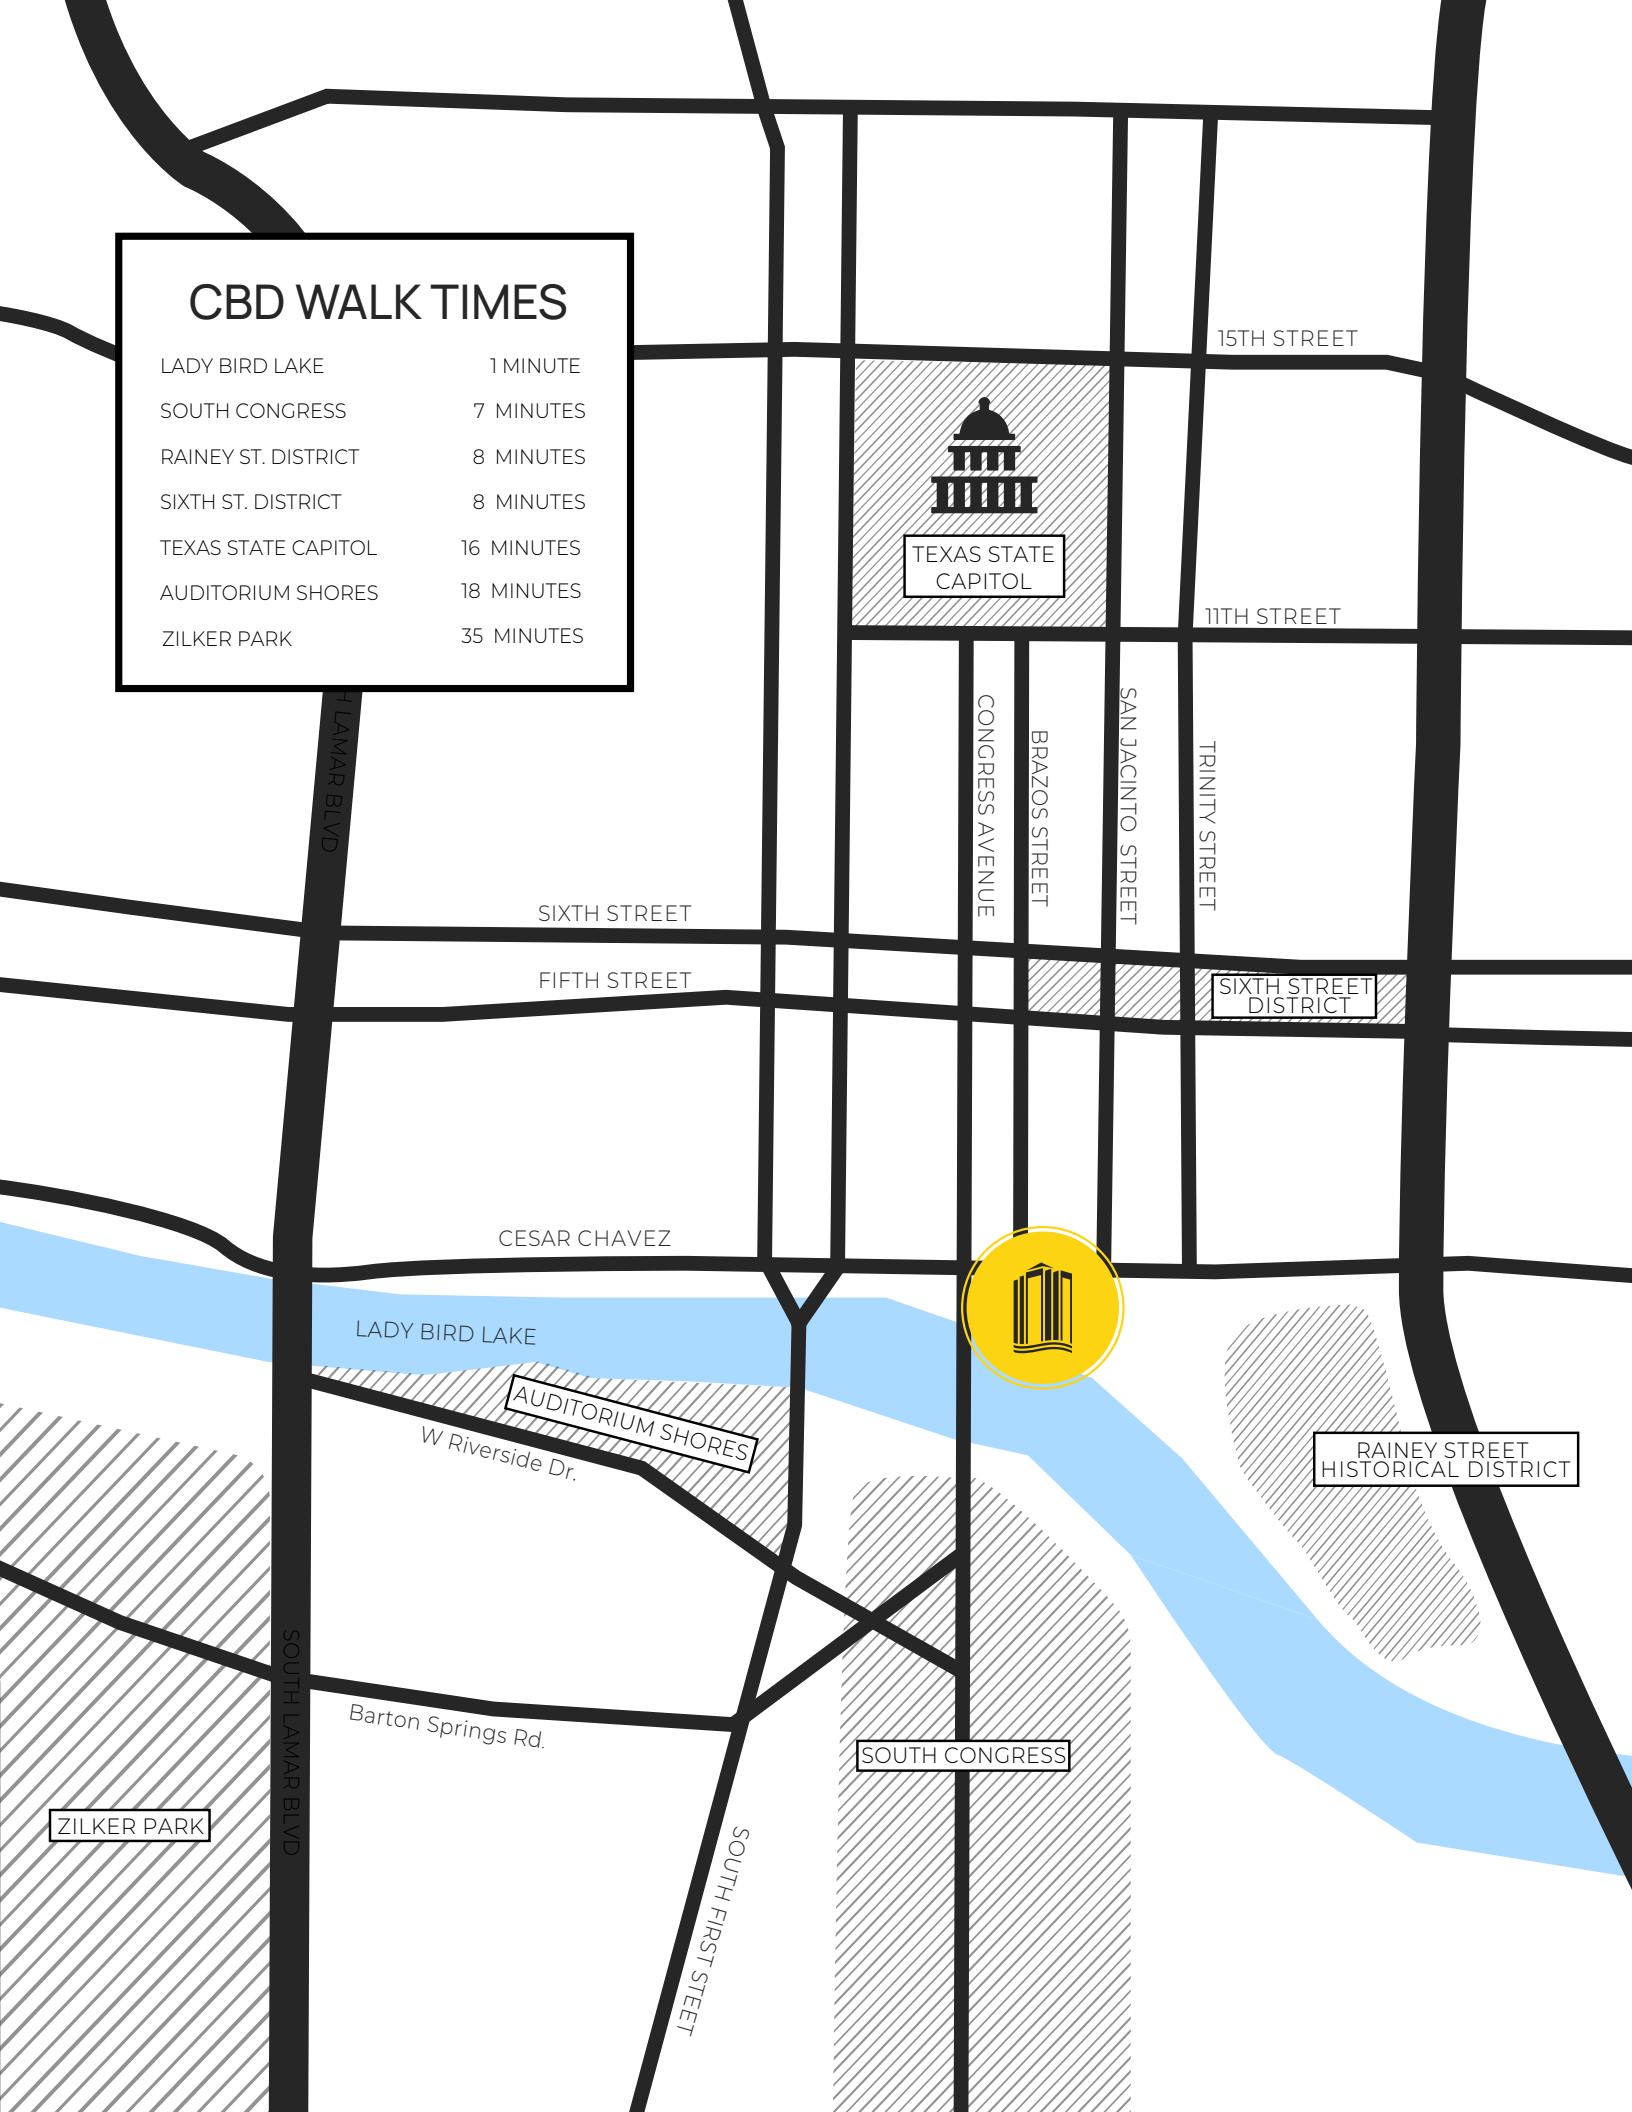 CBD WALK TIMES
LADY BIRD LAKE 1 MINUTE
SOUTH CONGRESS 7 MINUTES
RAINEY ST. DISTRICT 8 MINUTES
SIXTH ST. DISTRICT 8 MINUTES
TEXAS STATE CAPITOL 16 MINUTES
AUDITORIUM SHORES 18 MINUTES
ZILKER PARK 35 MINUTES
15TH STREET
TEXAS STATE
CAPITOL
11TH STREET
H LAMAR BLVD
CONGRESS AVENUE
BRAZOS STREET
SAN JACINTO STREET
TRINITY STREET
SIXTH STREET
FIFTH STREET
SIXTH STREET
DISTRICT
CESAR CHAVEZ
LADY BIRD LAKE
AUDITORIUM SHORES
W Riverside Dr.
RAINEY STREET
HISTORICAL DISTRICT
SOUTH LAMAR BLVD
Barton Springs Rd.
SOUTH CONGRESS
ZILKER PARK
SOUTH FIRST STEET